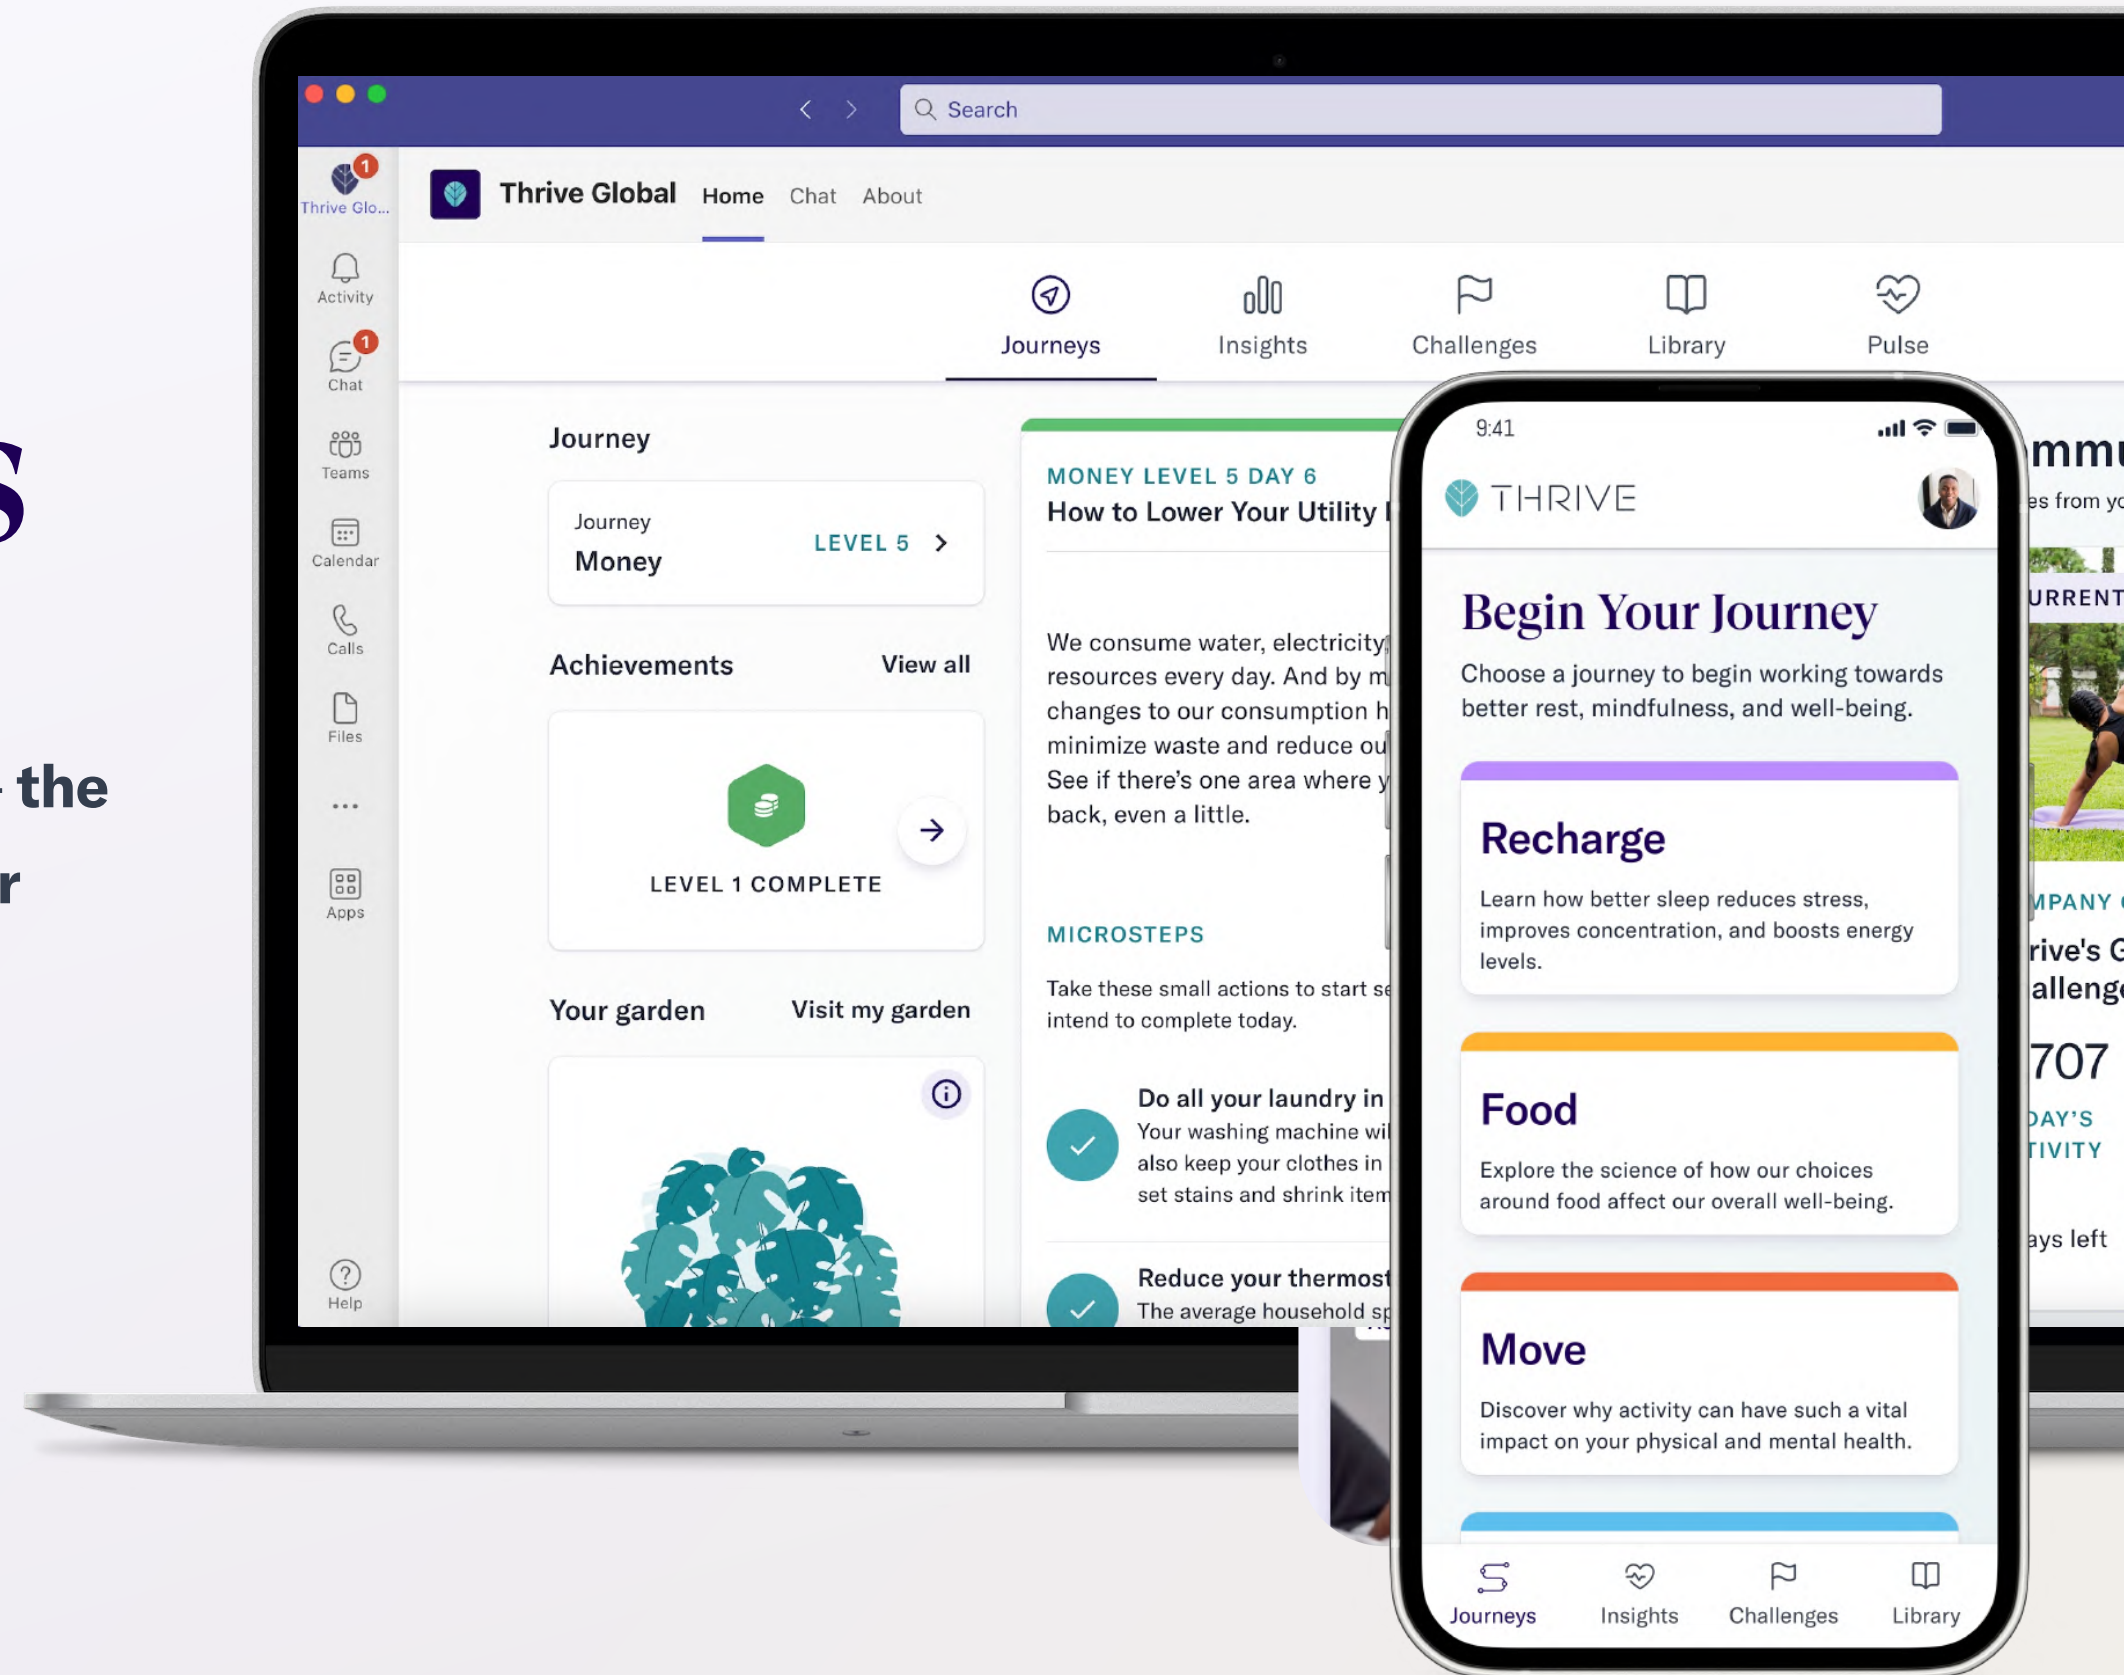 S
the
r
Search
1
Thrive Glo...
Activity
1
Chat
Teams
Calendar
Calls
Files
Apps
Help
Thrive Global Home Chat About
Journeys Insights Challenges Library Pulse
Journey
Journey
Money
LEVEL 5
Achievements View all
LEVEL 1 COMPLETE
Your garden Visit my garden
MONEY LEVEL 5 DAY 6
How to Lower Your Utility
We consume water, electricity,
resources every day. And by m
changes to our consumption h
minimize waste and reduce ou
See if there's one area where y
back, even a little.
MICROSTEPS
Take these small actions to start se
intend to complete today.
Do all your laundry in
Your washing machine wil
also keep your clothes in
set stains and shrink item
Reduce your thermost
The average household sp
9:41
THRIVE
Begin Your Journey
Choose a journey to begin working towards
better rest, mindfulness, and well-being.
Recharge
Learn how better sleep reduces stress,
improves concentration, and boosts energy
levels.
Food
Explore the science of how our choices
around food affect our overall well-being.
Move
Discover why activity can have such a vital
impact on your physical and mental health.
Journeys Insights Challenges Library
mmu
es from yo
URRENT
MPANY
rive's G
allenge
707
DAY'S
TIVITY
ays left